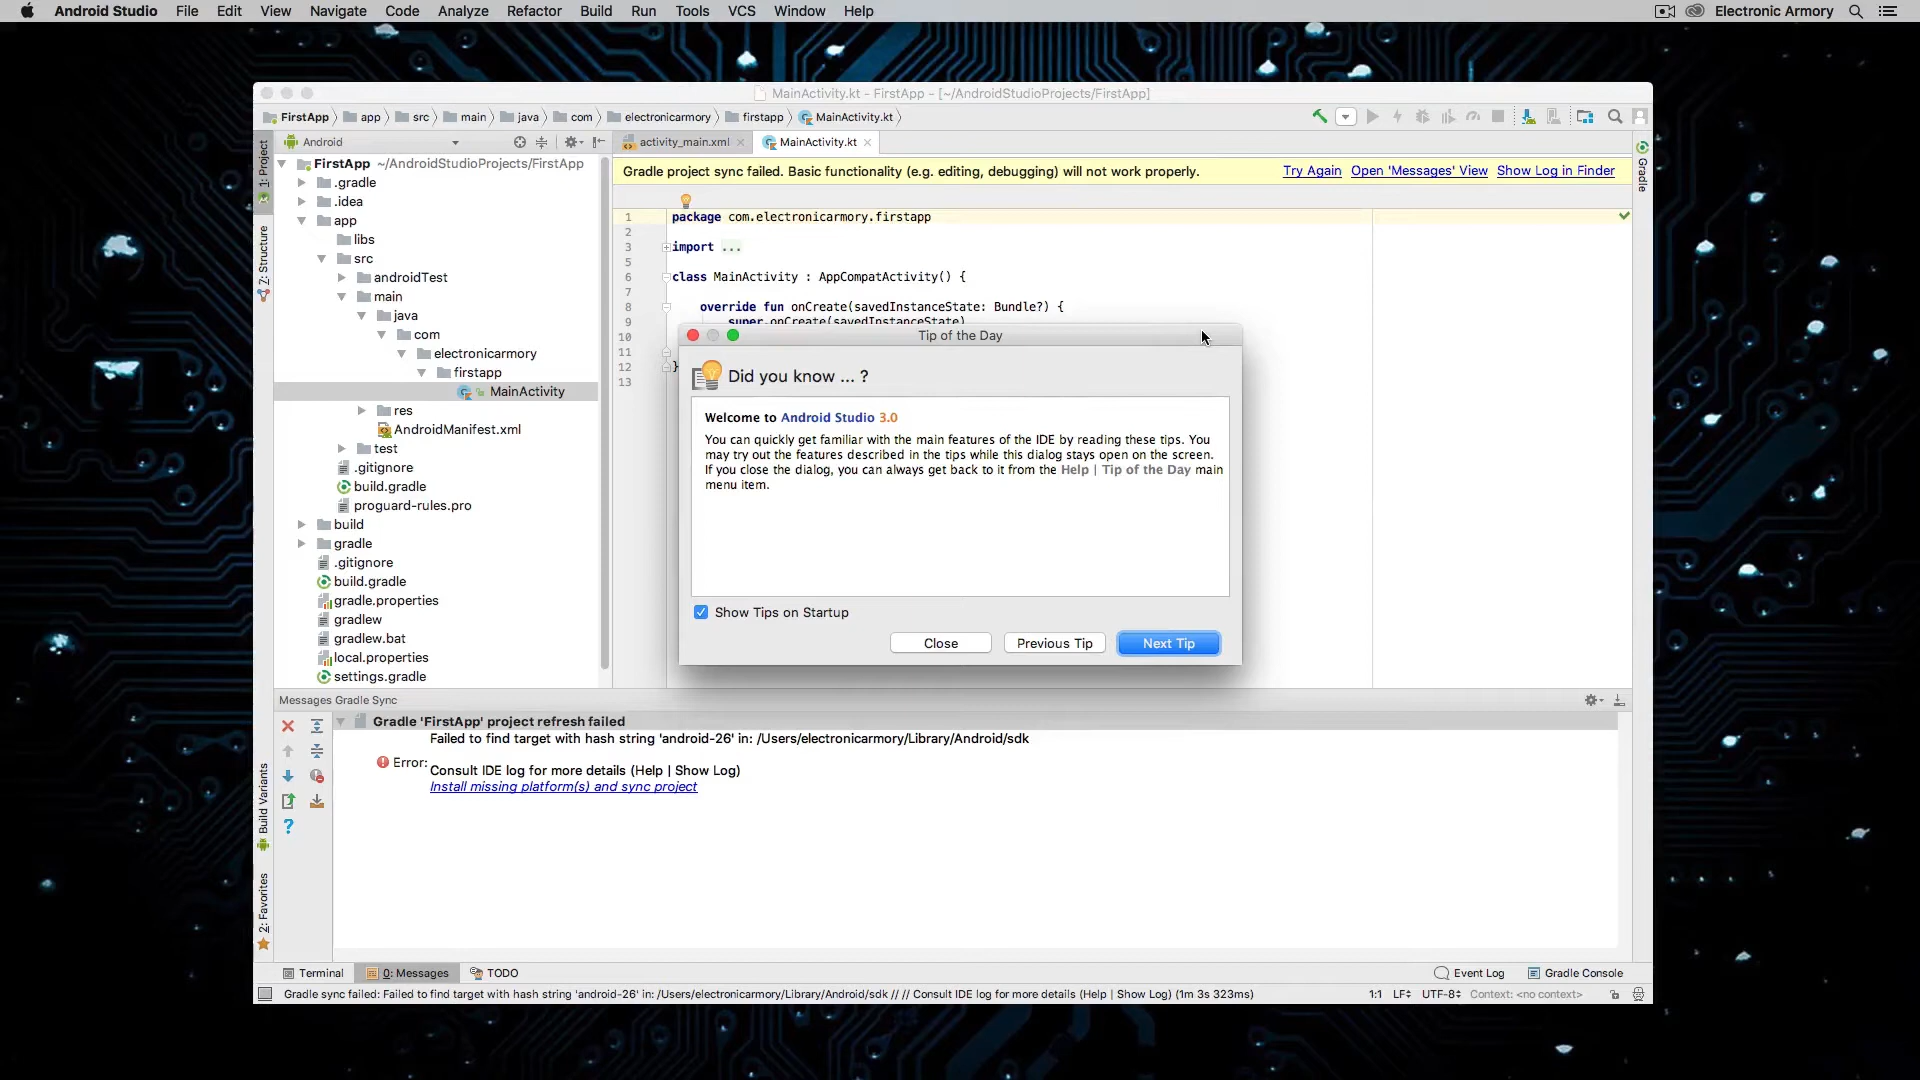 Android Studio File Edit View Navigate Code Analyze Refactor Build Run Tools VCS Window Help Electronic Armory
MainActivity.kt - FirstApp - [~/AndroidStudioProjects/FirstApp]
FirstApp app src main java com electronicarmory firstapp MainActivity.kt
Android
activity_main.xml
MainActivity.kt
1: Project
Z: Structure
Build Variants
2: Favorites
Gradle
FirstApp ~/AndroidStudioProjects/FirstApp
.gradle
.idea
app
libs
src
androidTest
main
java
com
electronicarmory
firstapp
MainActivity
res
AndroidManifest.xml
test
.gitignore
build.gradle
proguard-rules.pro
build
gradle
.gitignore
build.gradle
gradle.properties
gradlew
gradlew.bat
local.properties
settings.gradle
Gradle project sync failed. Basic functionality (e.g. editing, debugging) will not work properly. Try Again Open 'Messages' View Show Log in Finder
1 package com.electronicarmory.firstapp
2
3 import ...
5
6 class MainActivity : AppCompatActivity() {
7
8 override fun onCreate(savedInstanceState: Bundle?) {
9 super.onCreate(savedInstanceState)
10
11
12 }
13
Tip of the Day
Did you know ... ?
Welcome to Android Studio 3.0
You can quickly get familiar with the main features of the IDE by reading these tips. You
may try out the features described in the tips while this dialog stays open on the screen.
If you close the dialog, you can always get back to it from the Help | Tip of the Day main
menu item.
Show Tips on Startup
Close Previous Tip Next Tip
Messages Gradle Sync
Gradle 'FirstApp' project refresh failed
Failed to find target with hash string 'android-26' in: /Users/electronicarmory/Library/Android/sdk
Error:
Consult IDE log for more details (Help | Show Log)
Install missing platform(s) and sync project
Terminal 0: Messages TODO Event Log Gradle Console
Gradle sync failed: Failed to find target with hash string 'android-26' in: /Users/electronicarmory/Library/Android/sdk // // Consult IDE log for more details (Help | Show Log) (1m 3s 323ms) 1:1 LF UTF-8 Context: <no context>